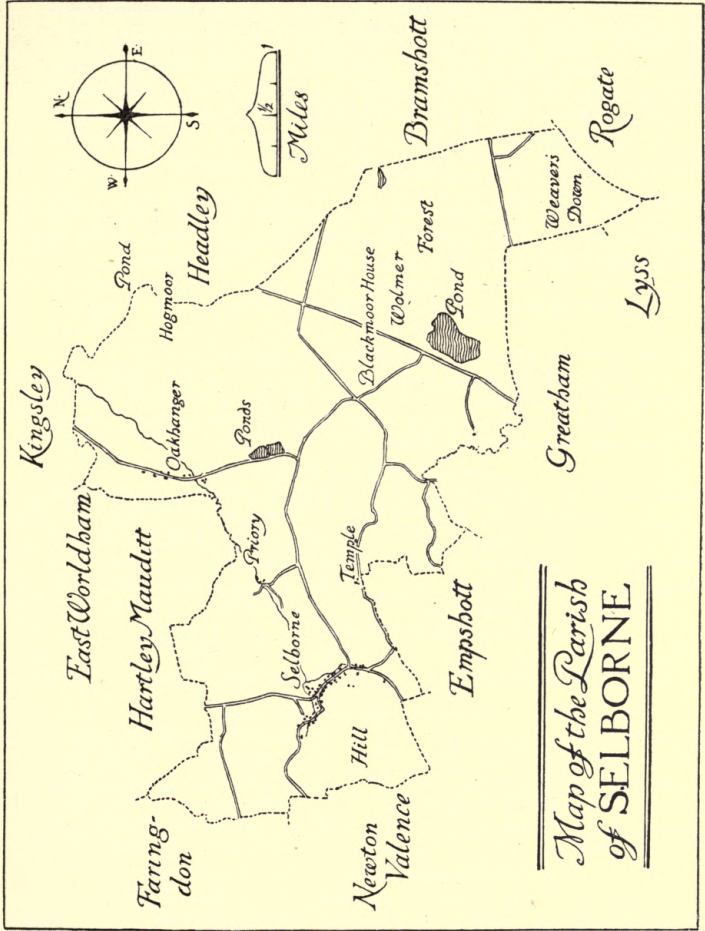 N.
W.
E.
S
½
1
Miles
Kingsley
East Worldham
Hartley Mauditt
Faring-
don
Pond
Hogmoor
Headley
Oakhanger
Ponds
Priory
Selborne
Hill
Newton
Valence
Temple
Empshott
Blackmoor House
Wolmer
Forest
Pond
Bramshott
Greatham
Weavers
Down
Rogate
Lyss
Map of the Parish
of SELBORNE